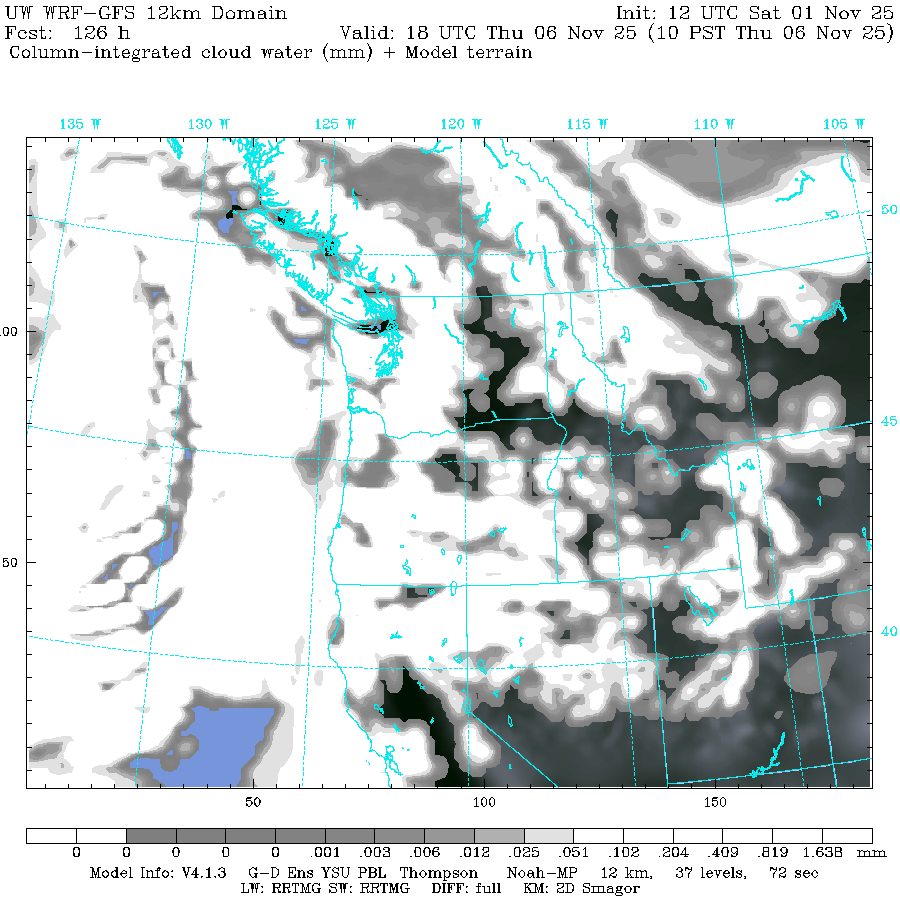 UW WRF-GFS 12km Domain Init: 12 UTC Sat 01 Nov 25
Fcst: 126 h Valid: 18 UTC Thu 06 Nov 25 (10 PST Thu 06 Nov 25)
Column-integrated cloud water (mm) + Model terrain
135 W 130 W 125 W 120 W 115 W 110 W 105 W
50
00
45
50
40
50 100 150
0 0 0 0 .001 .003 .006 .012 .025 .051 .102 .204 .409 .819 1.638 mm
Model Info: V4.1.3 G-D Ens YSU PBL Thompson Noah-MP 12 km, 37 levels, 72 sec
LW: RRTMG SW: RRTMG DIFF: full KM: 2D Smagor